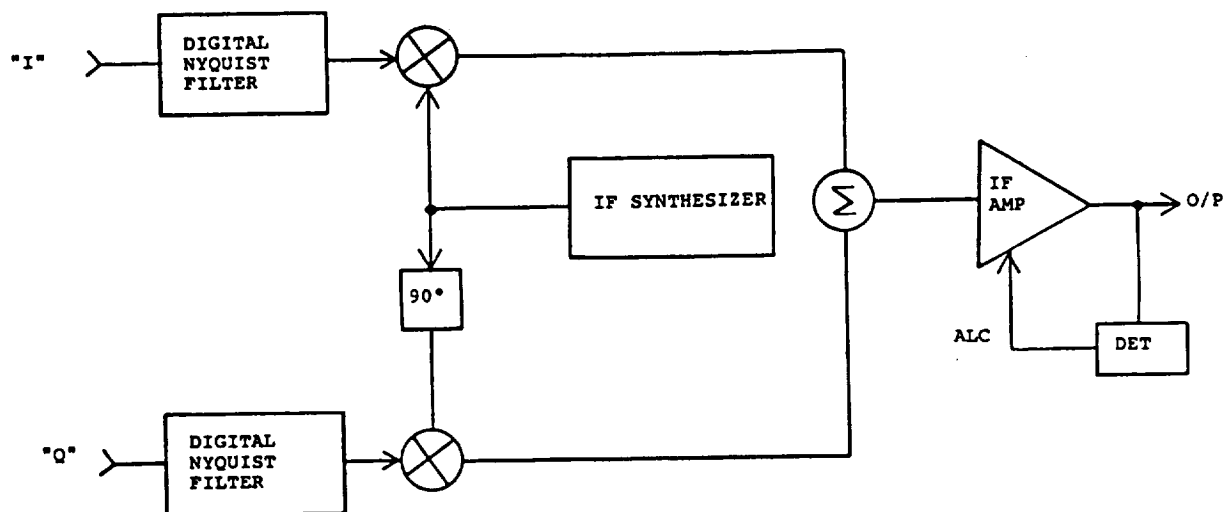 "I"
DIGITAL
NYQUIST
FILTER
IF SYNTHESIZER
Σ
IF
AMP
O/P
90°
ALC
DET
"Q"
DIGITAL
NYQUIST
FILTER